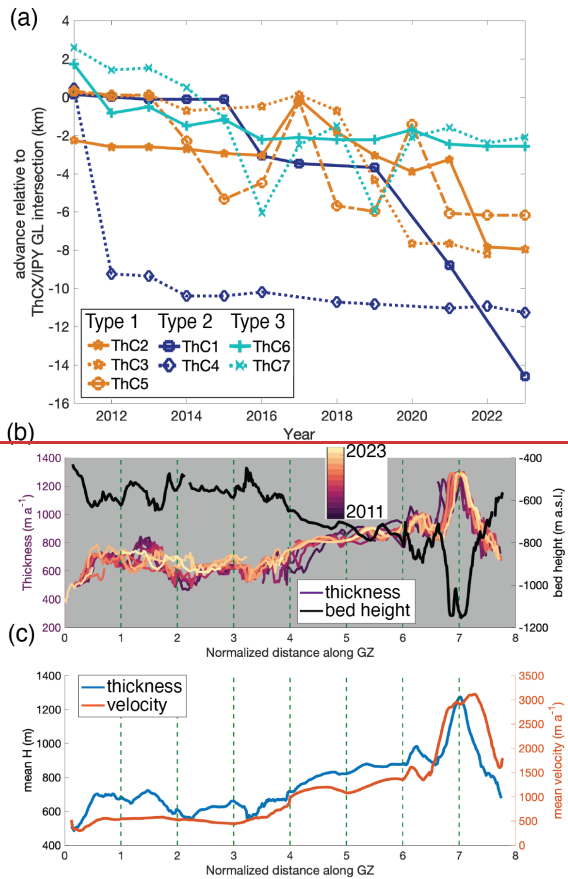 (a)
4
2
0
-2
-4
-6
-8
-10
-12
-14
-16
advance relative to
ThCX/IPY GL intersection (km)
Type 1 Type 2 Type 3
ThC2 ThC1 ThC6
ThC3 ThC4 ThC7
ThC5
2012 2014 2016 2018 2020 2022
Year
(b)
1400
1200
1000
800
600
400
200
Thickness (m a⁻¹)
2023
2011
-400
-600
-800
-1000
-1200
bed height (m a.s.l.)
thickness
bed height
0 1 2 3 4 5 6 7 8
Normalized distance along GZ
(c)
1400
1200
1000
800
600
400
mean H (m)
thickness
velocity
3500
3000
2500
2000
1500
1000
500
0
mean velocity (m a⁻¹)
0 1 2 3 4 5 6 7 8
Normalized distance along GZ